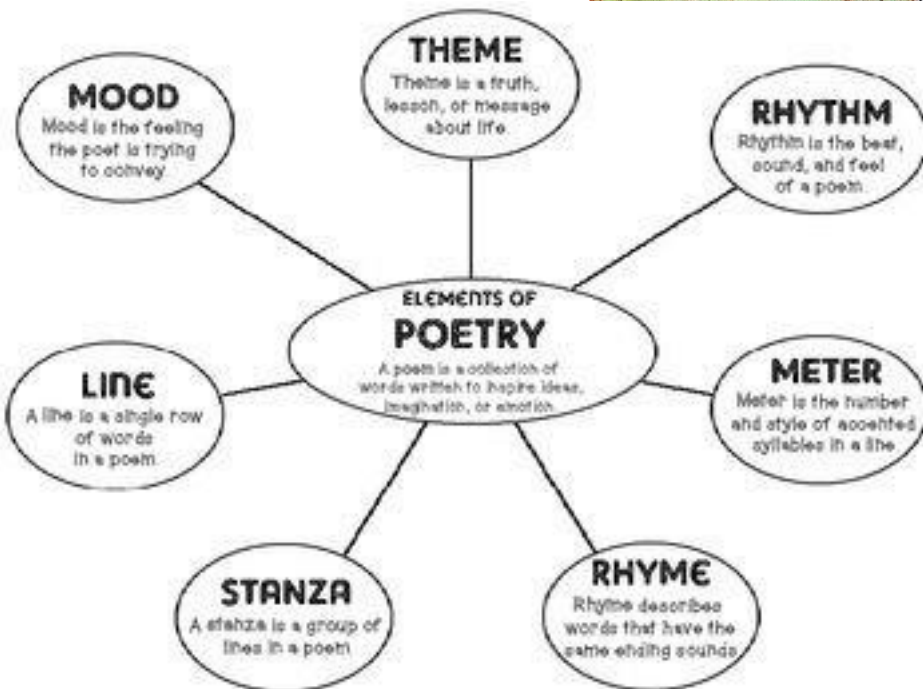 THEME
Theme is a truth,
lesson, or message
about life
MOOD
Mood is the feeling
the poet is trying
to convey
RHYTHM
Rhythm is the beat,
sound, and feel
of a poem
ELEMENTS OF
POETRY
A poem is a collection of
words written to inspire ideas,
imagination, or emotion
LINE
A line is a single row
of words
in a poem
METER
Meter is the number
and style of accented
syllables in a line
STANZA
A stanza is a group of
lines in a poem
RHYME
Rhyme describes
words that have the
same ending sounds